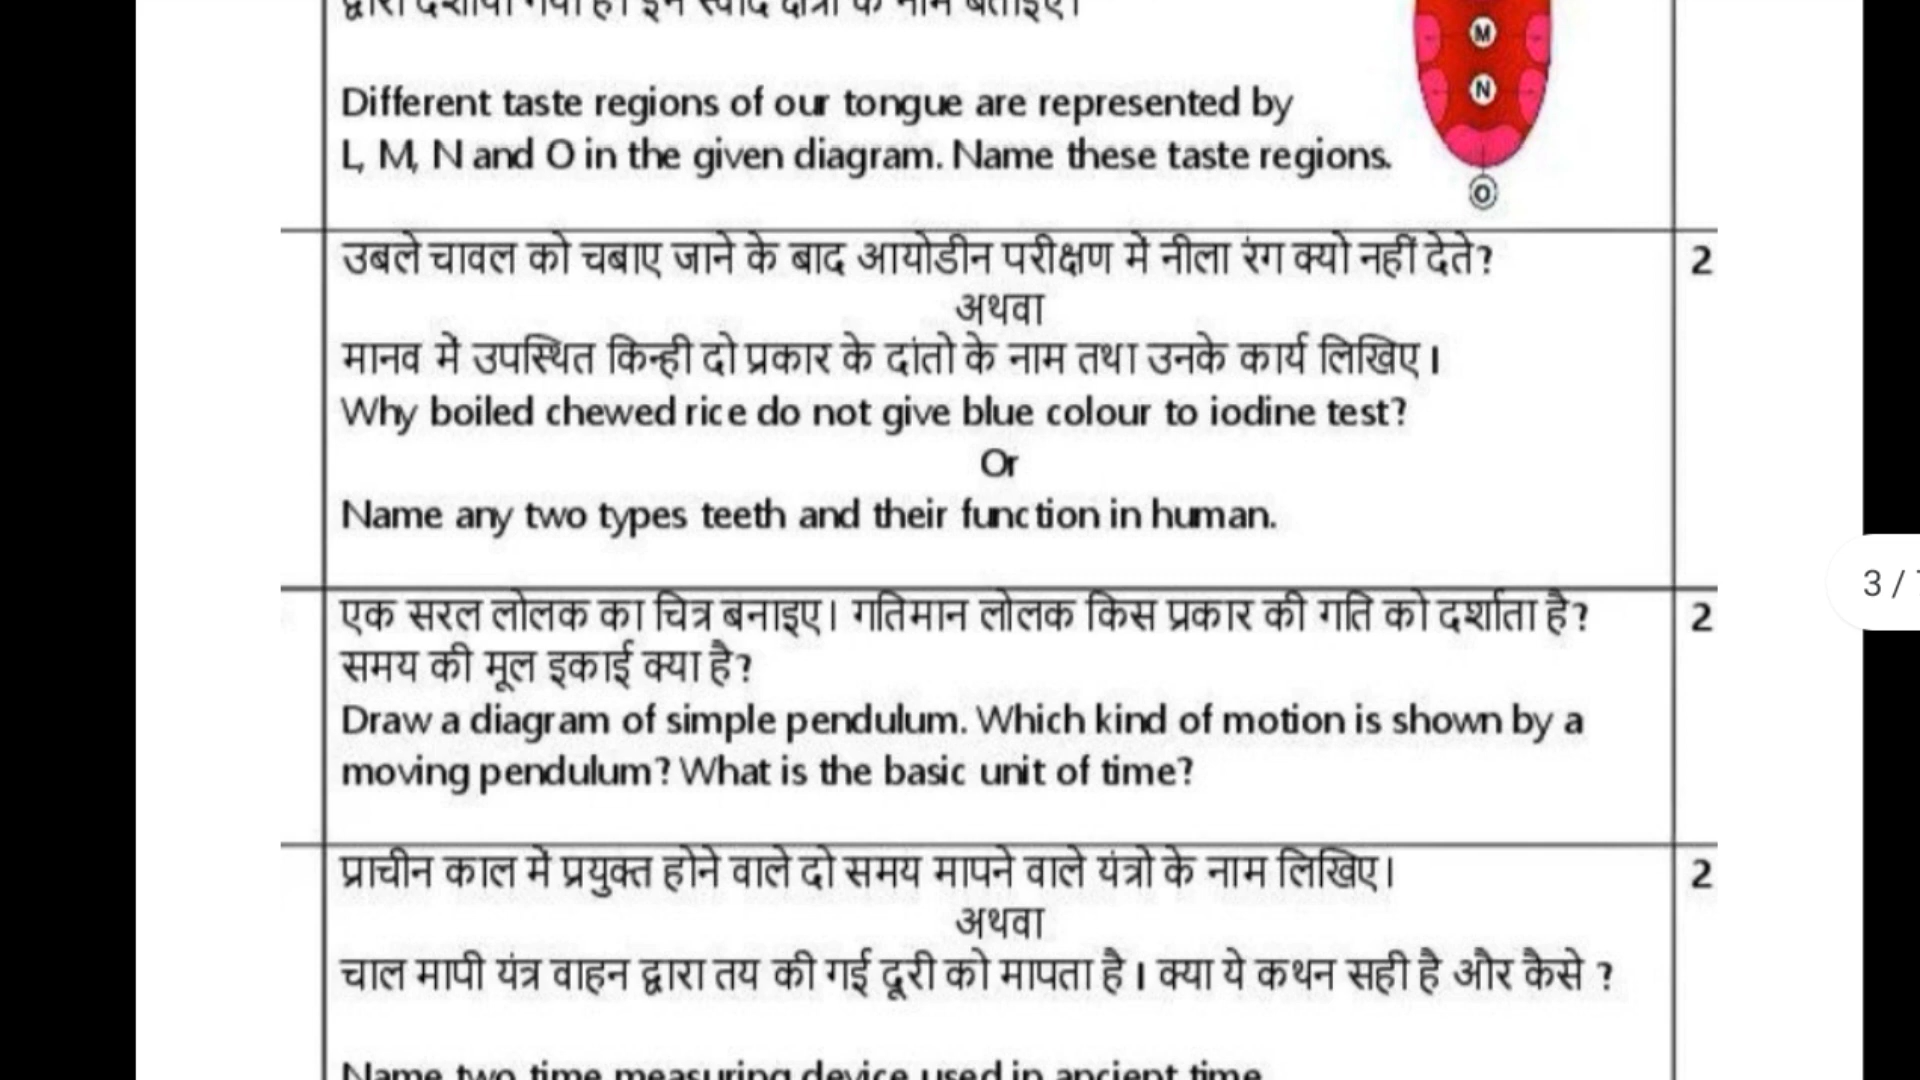 द्वारा दर्शाया गया है। इन स्वाद क्षेत्रो के नाम बताइए।
M
N
Different taste regions of our tongue are represented by
L, M, N and O in the given diagram. Name these taste regions.
O
उबले चावल को चबाए जाने के बाद आयोडीन परीक्षण में नीला रंग क्यो नहीं देते?
2
अथवा
मानव में उपस्थित किन्ही दो प्रकार के दांतो के नाम तथा उनके कार्य लिखिए।
Why boiled chewed rice do not give blue colour to iodine test?
Or
Name any two types teeth and their function in human.
3 /
एक सरल लोलक का चित्र बनाइए। गतिमान लोलक किस प्रकार की गति को दर्शाता है?
2
समय की मूल इकाई क्या है?
Draw a diagram of simple pendulum. Which kind of motion is shown by a
moving pendulum? What is the basic unit of time?
प्राचीन काल में प्रयुक्त होने वाले दो समय मापने वाले यंत्रो के नाम लिखिए।
2
अथवा
चाल मापी यंत्र वाहन द्वारा तय की गई दूरी को मापता है। क्या ये कथन सही है और कैसे ?
Name two time measuring device used in ancient time.